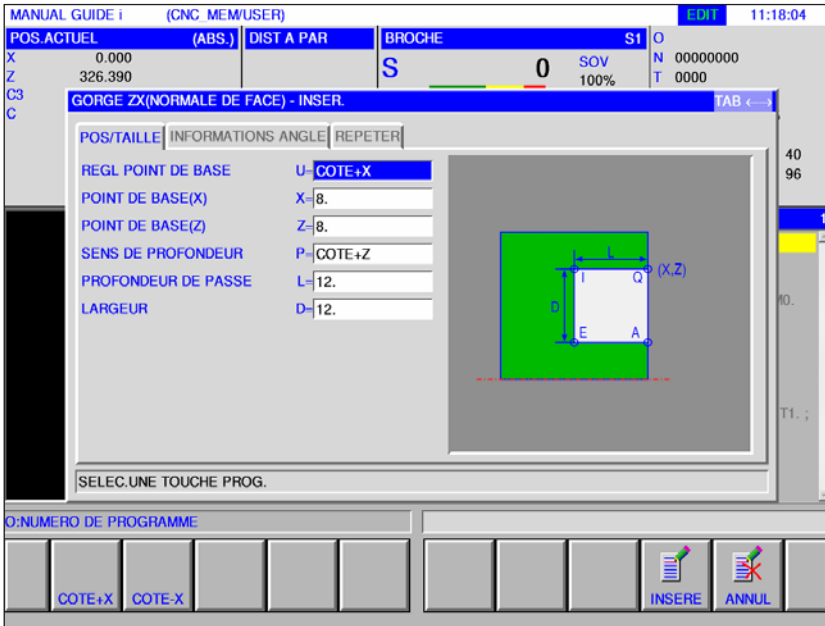 MANUAL GUIDE i (CNC_MEM/USER) EDIT 11:18:04
POS.ACTUEL (ABS.) DIST A PAR BROCHE S1 O
X 0.000 S 0 SOV N 00000000
Z 326.390 100% T 0000
C3
C
GORGE ZX(NORMALE DE FACE) - INSER. TAB ←→
POS/TAILLE INFORMATIONS ANGLE REPETER
REGL POINT DE BASE U= COTE+X
POINT DE BASE(X) X= 8.
POINT DE BASE(Z) Z= 8.
SENS DE PROFONDEUR P= COTE+Z
PROFONDEUR DE PASSE L= 12.
LARGEUR D= 12.
L
I Q (X,Z)
D
E A
40
96
1
M0.
T1. ;
SELEC.UNE TOUCHE PROG.
O:NUMERO DE PROGRAMME
COTE+X COTE-X INSERE ANNUL